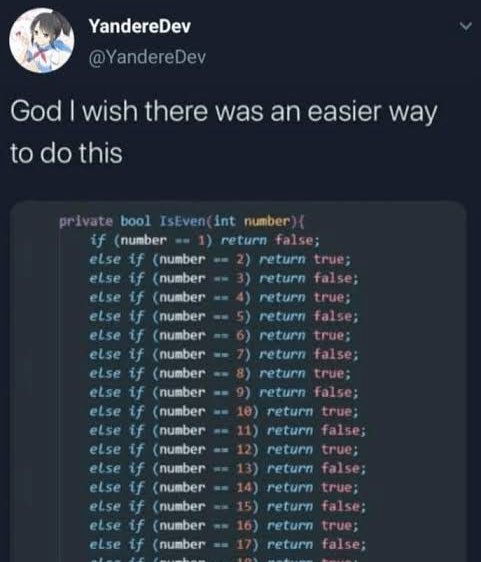 YandereDev
@YandereDev
God I wish there was an easier way
to do this
private bool IsEven(int number){
if (number == 1) return false;
else if (number == 2) return true;
else if (number == 3) return false;
else if (number == 4) return true;
else if (number == 5) return false;
else if (number == 6) return true;
else if (number == 7) return false;
else if (number == 8) return true;
else if (number == 9) return false;
else if (number == 10) return true;
else if (number == 11) return false;
else if (number == 12) return true;
else if (number == 13) return false;
else if (number == 14) return true;
else if (number == 15) return false;
else if (number == 16) return true;
else if (number == 17) return false;